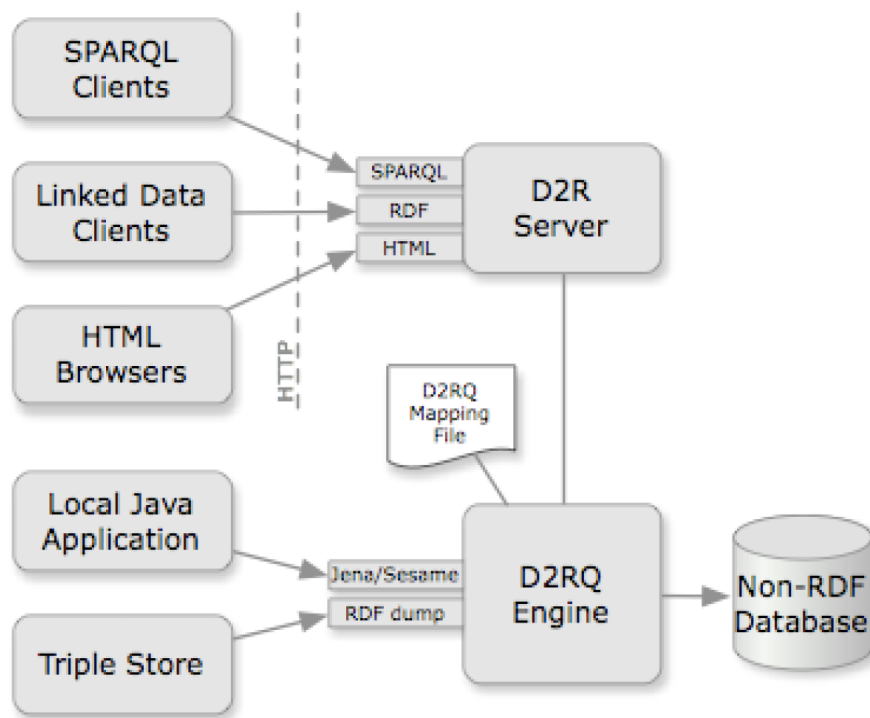 SPARQL
Clients
Linked Data
Clients
HTML
Browsers
HTTP
SPARQL
RDF
HTML
D2R
Server
D2RQ
Mapping
File
Local Java
Application
Triple Store
Jena/Sesame
RDF dump
D2RQ
Engine
Non-RDF
Database